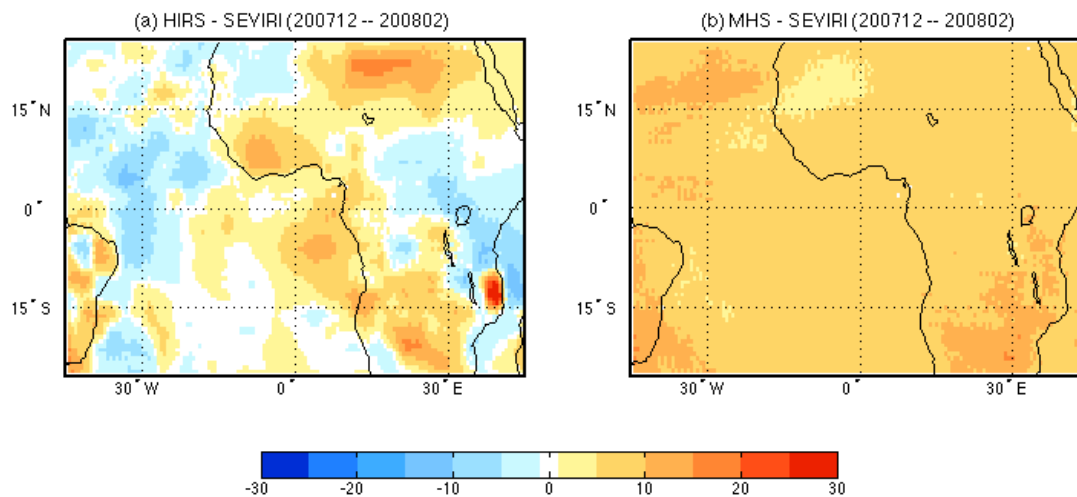 (a) HIRS - SEVIRI (200712 -- 200802)
(b) MHS - SEVIRI (200712 -- 200802)
15° N
0°
15° S
30° W
0°
30° E
15° N
0°
15° S
30° W
0°
30° E
-30
-20
-10
0
10
20
30